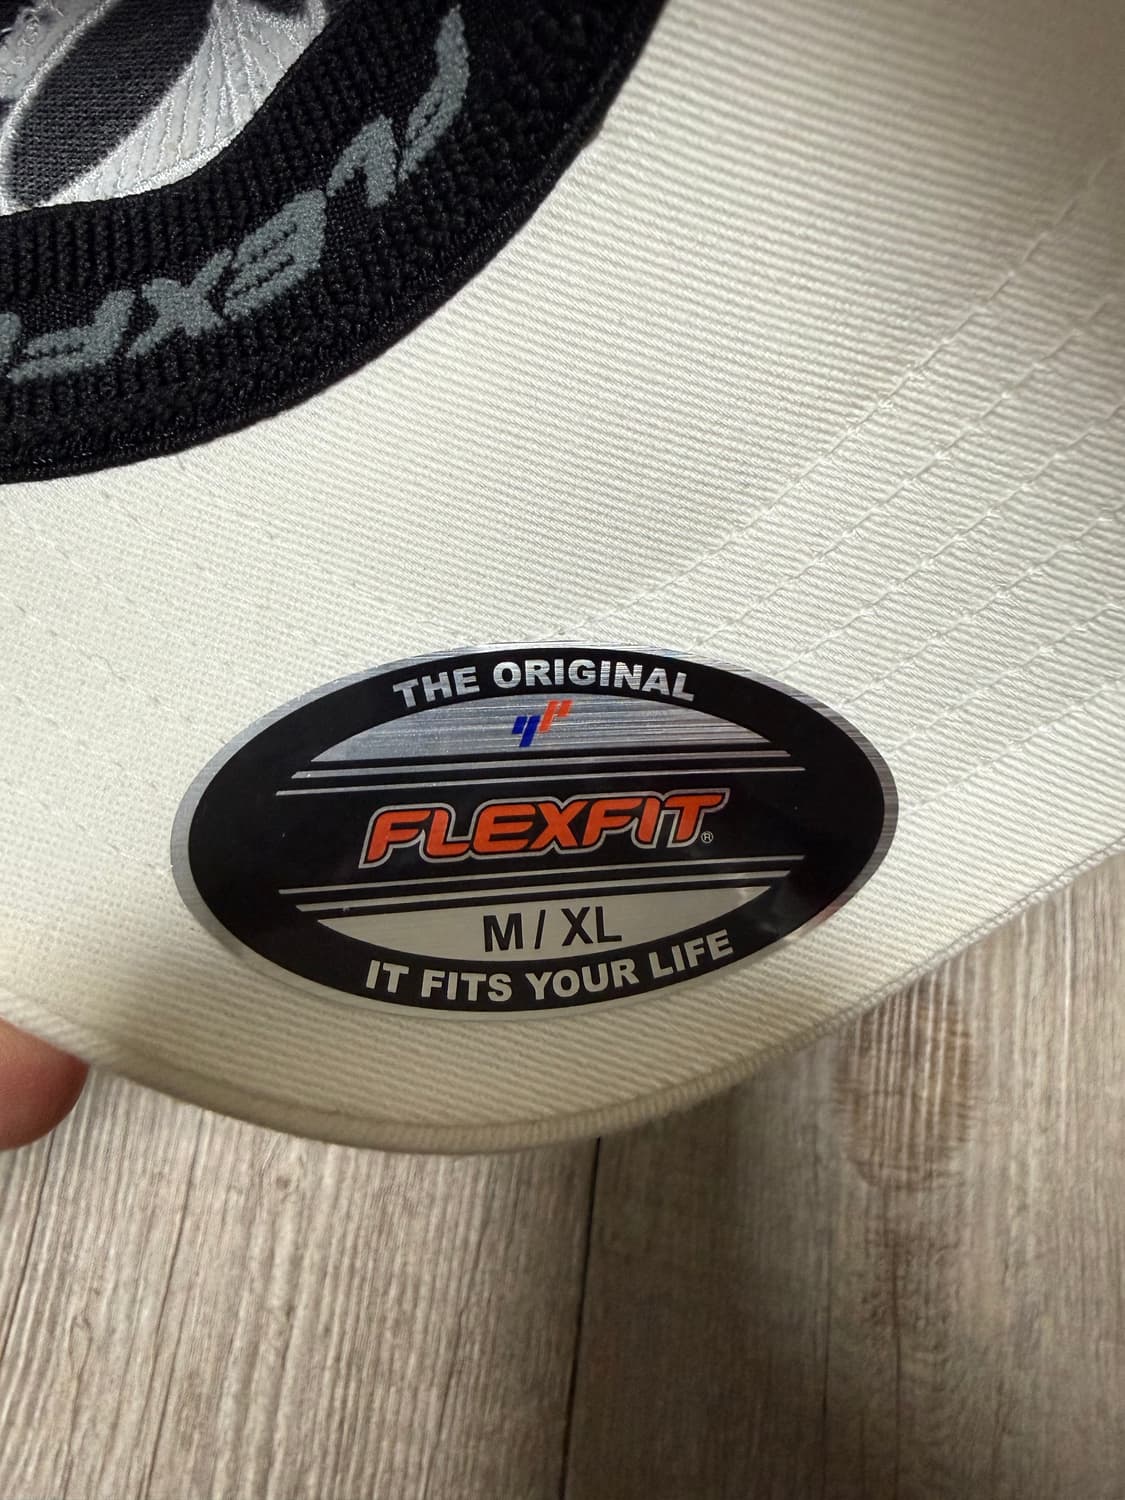 THE ORIGINAL
FLEXFIT®
M / XL
IT FITS YOUR LIFE